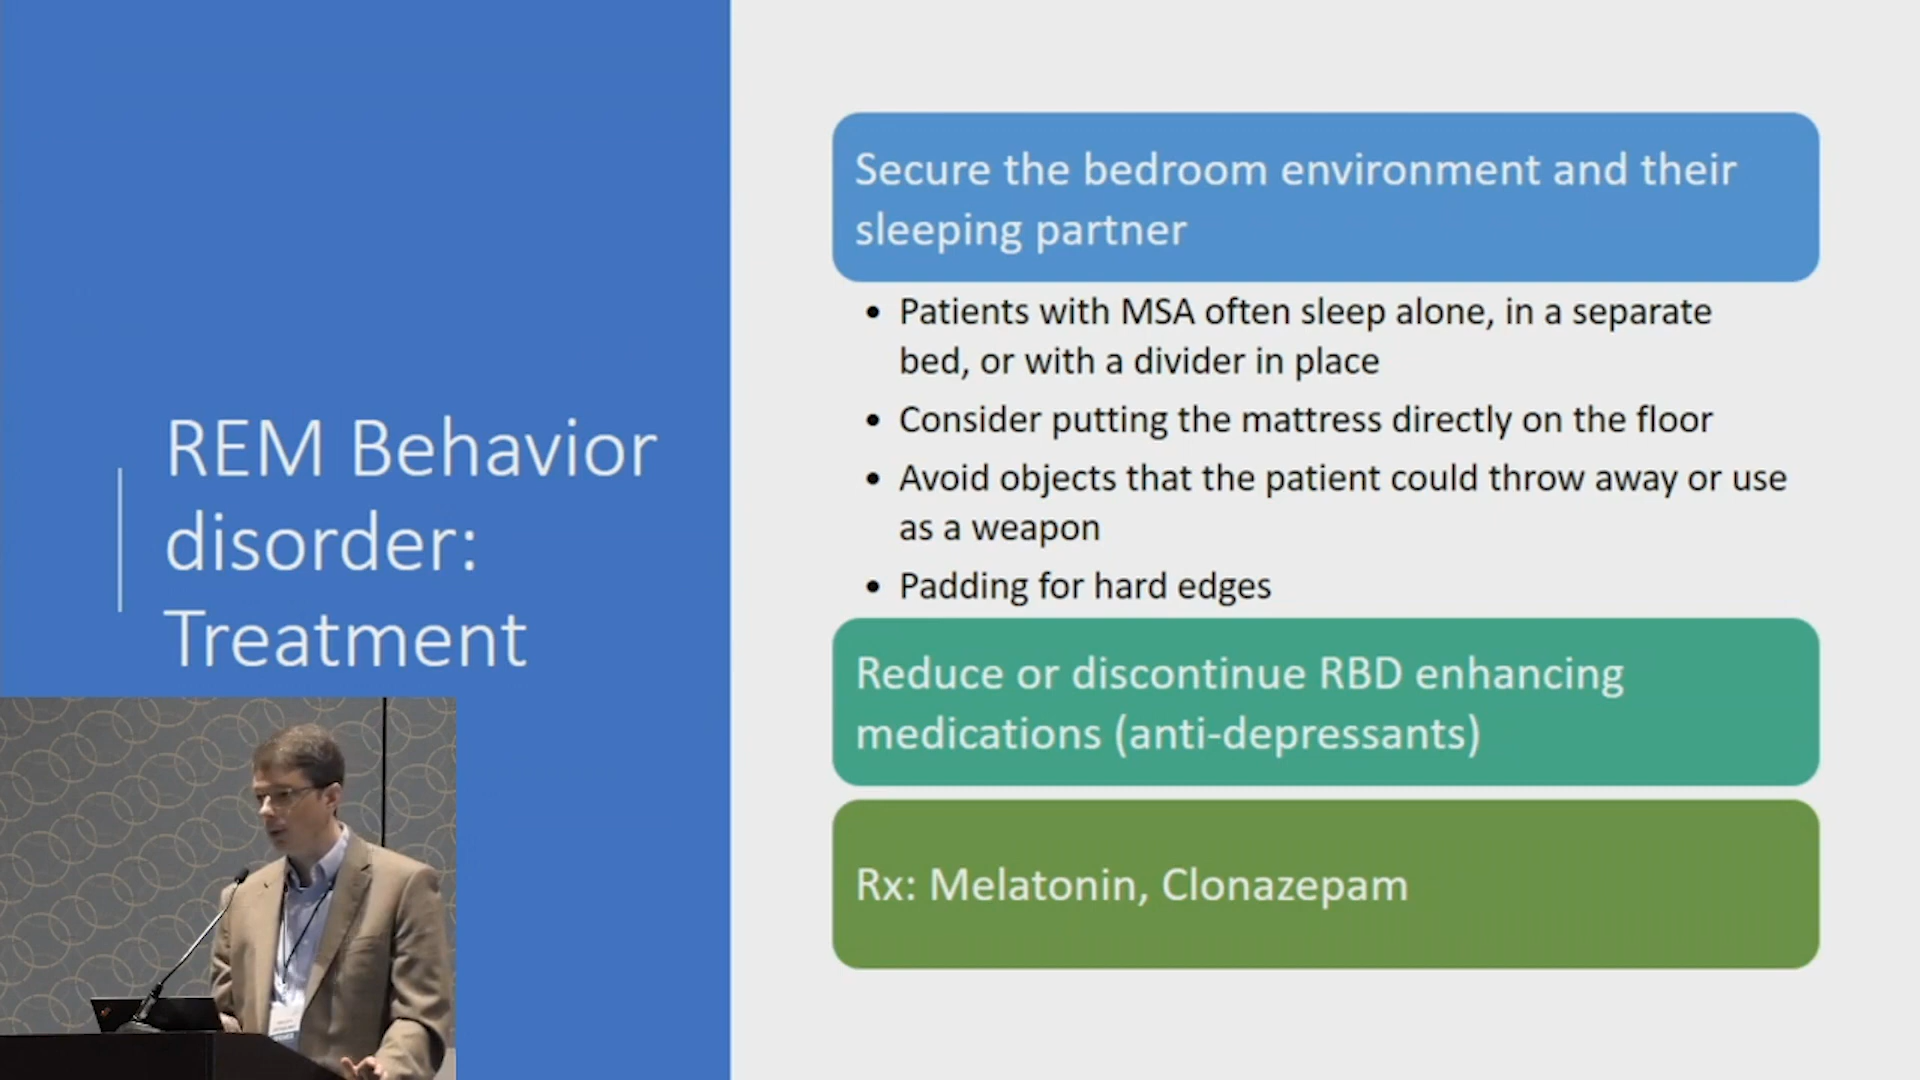 REM Behavior
disorder:
Treatment
Secure the bedroom environment and their
sleeping partner
• Patients with MSA often sleep alone, in a separate
bed, or with a divider in place
• Consider putting the mattress directly on the floor
• Avoid objects that the patient could throw away or use
as a weapon
• Padding for hard edges
Reduce or discontinue RBD enhancing
medications (anti-depressants)
Rx: Melatonin, Clonazepam